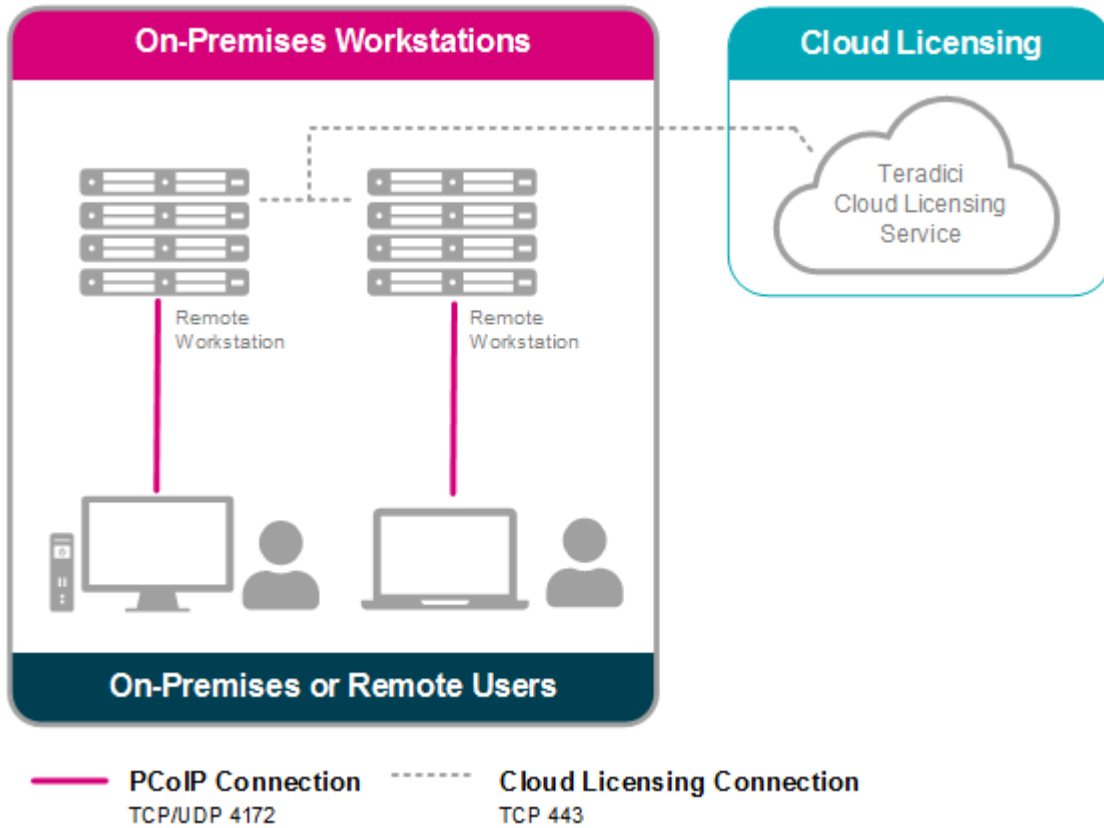 On-Premises Workstations
Cloud Licensing
Teradici
Cloud Licensing
Service
Remote
Workstation
Remote
Workstation
On-Premises or Remote Users
PCoIP Connection
TCP/UDP 4172
Cloud Licensing Connection
TCP 443